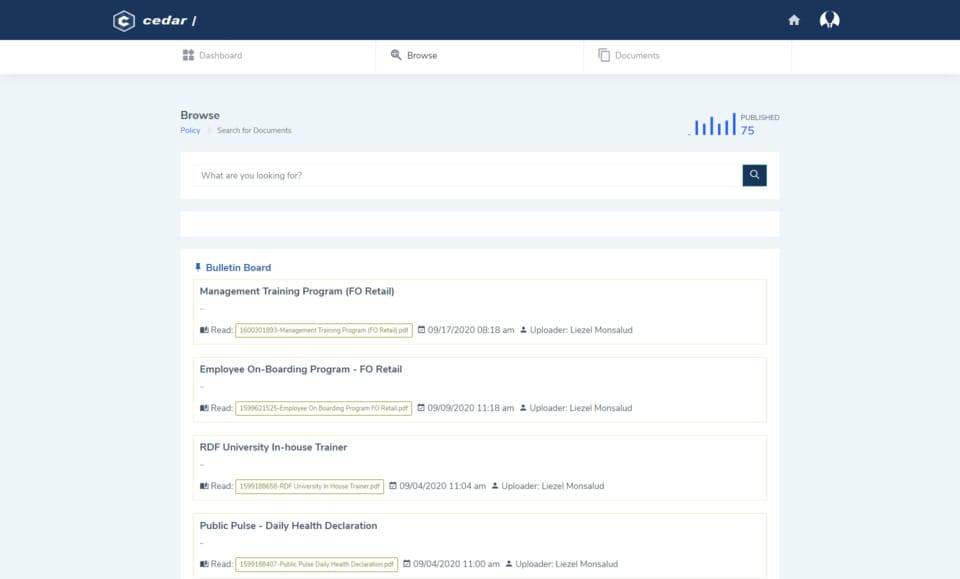 cedar /
Dashboard
Browse
Documents
Browse
Policy Search for Documents
PUBLISHED
75
What are you looking for?
Bulletin Board
Management Training Program (FO Retail)
--
Read: 1600301893-Management Training Program (FO Retail).pdf 09/17/2020 08:18 am Uploader: Liezel Monsalud
Employee On-Boarding Program - FO Retail
--
Read: 1599621525-Employee On Boarding Program FO Retail.pdf 09/09/2020 11:18 am Uploader: Liezel Monsalud
RDF University In-house Trainer
--
Read: 1599188658-RDF University In House Trainer.pdf 09/04/2020 11:04 am Uploader: Liezel Monsalud
Public Pulse - Daily Health Declaration
--
Read: 1599188407-Public Pulse Daily Health Declaration.pdf 09/04/2020 11:00 am Uploader: Liezel Monsalud